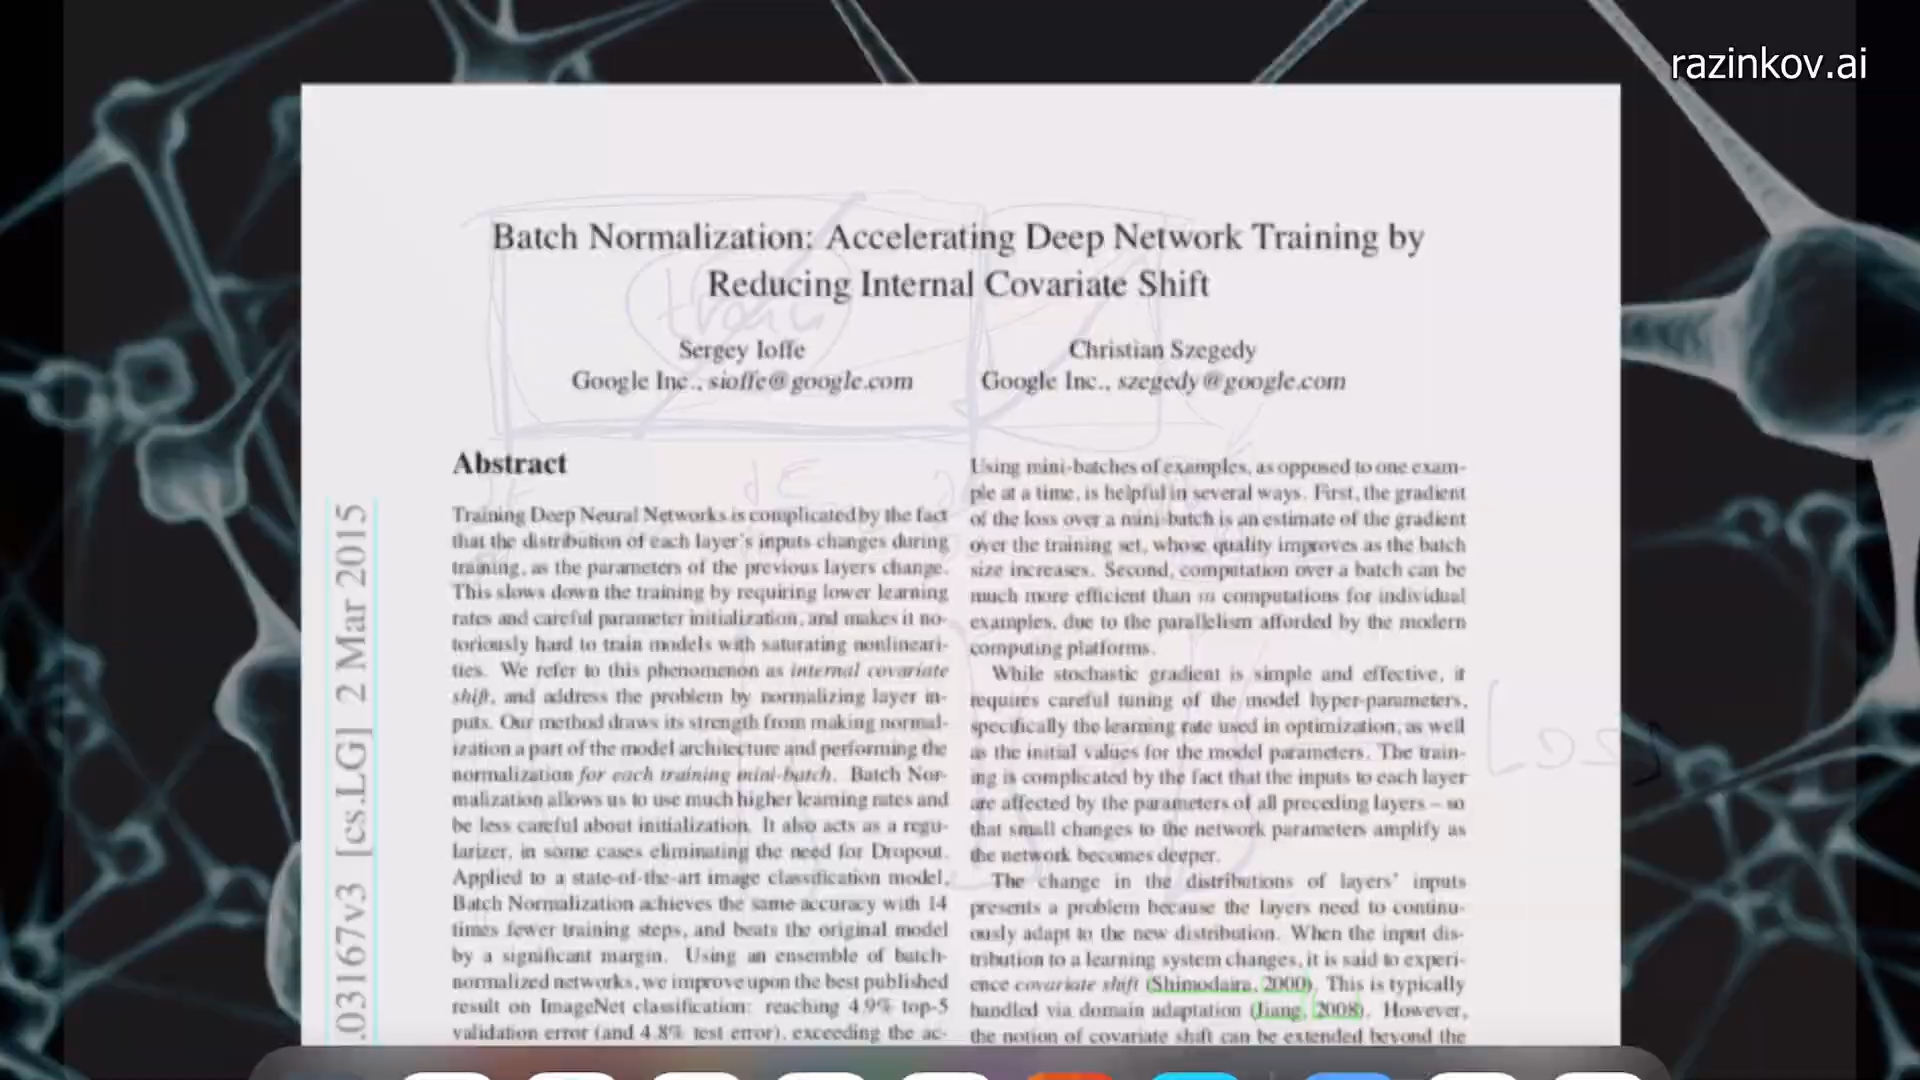 razinkov.ai
Batch Normalization: Accelerating Deep Network Training by
Reducing Internal Covariate Shift
Sergey Ioffe
Google Inc., sioffe@google.com
Christian Szegedy
Google Inc., szegedy@google.com
.03167v3 [cs.LG] 2 Mar 2015
Abstract
Training Deep Neural Networks is complicated by the fact
that the distribution of each layer's inputs changes during
training, as the parameters of the previous layers change.
This slows down the training by requiring lower learning
rates and careful parameter initialization, and makes it no-
toriously hard to train models with saturating nonlineari-
ties. We refer to this phenomenon as internal covariate
shift, and address the problem by normalizing layer in-
puts. Our method draws its strength from making normal-
ization a part of the model architecture and performing the
normalization for each training mini-batch. Batch Nor-
malization allows us to use much higher learning rates and
be less careful about initialization. It also acts as a regu-
larizer, in some cases eliminating the need for Dropout.
Applied to a state-of-the-art image classification model,
Batch Normalization achieves the same accuracy with 14
times fewer training steps, and beats the original model
by a significant margin. Using an ensemble of batch-
normalized networks, we improve upon the best published
result on ImageNet classification: reaching 4.9% top-5
validation error (and 4.8% test error), exceeding the ac-
Using mini-batches of examples, as opposed to one exam-
ple at a time, is helpful in several ways. First, the gradient
of the loss over a mini-batch is an estimate of the gradient
over the training set, whose quality improves as the batch
size increases. Second, computation over a batch can be
much more efficient than m computations for individual
examples, due to the parallelism afforded by the modern
computing platforms.
While stochastic gradient is simple and effective, it
requires careful tuning of the model hyper-parameters,
specifically the learning rate used in optimization, as well
as the initial values for the model parameters. The train-
ing is complicated by the fact that the inputs to each layer
are affected by the parameters of all preceding layers – so
that small changes to the network parameters amplify as
the network becomes deeper.
The change in the distributions of layers' inputs
presents a problem because the layers need to continu-
ously adapt to the new distribution. When the input dis-
tribution to a learning system changes, it is said to experi-
ence covariate shift (Shimodaira, 2000). This is typically
handled via domain adaptation (Jiang, 2008). However,
the notion of covariate shift can be extended beyond the